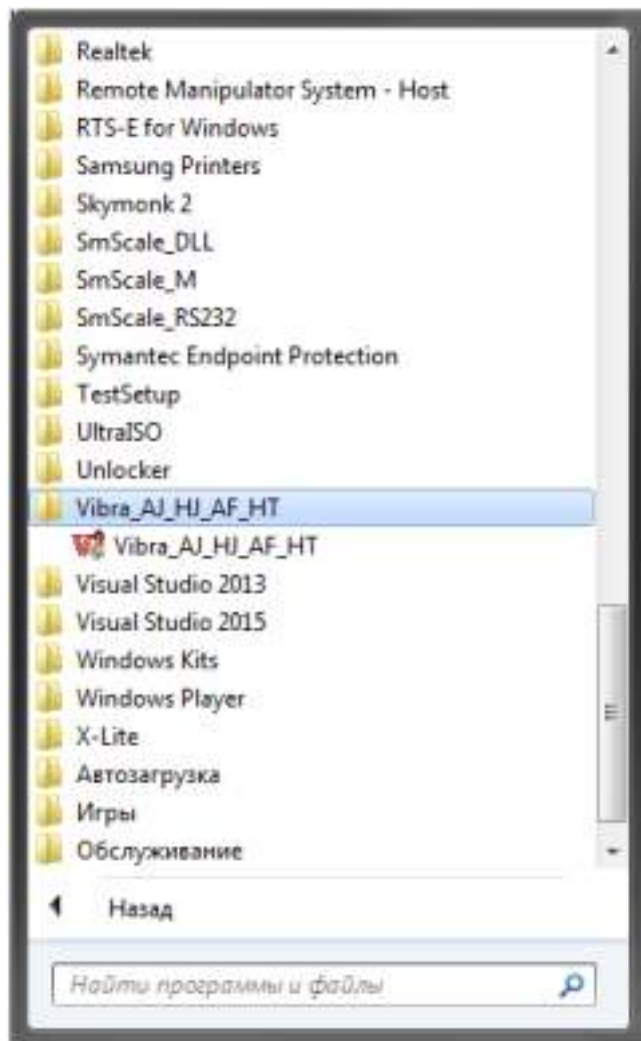 Realtek
Remote Manipulator System - Host
RTS-E for Windows
Samsung Printers
Skymonk 2
SmScale_DLL
SmScale_M
SmScale_RS232
Symantec Endpoint Protection
TestSetup
UltraISO
Unlocker
Vibra_AJ_HJ_AF_HT
Vibra_AJ_HJ_AF_HT
Visual Studio 2013
Visual Studio 2015
Windows Kits
Windows Player
X-Lite
Автозагрузка
Игры
Обслуживание
Назад
Найти программы и файлы